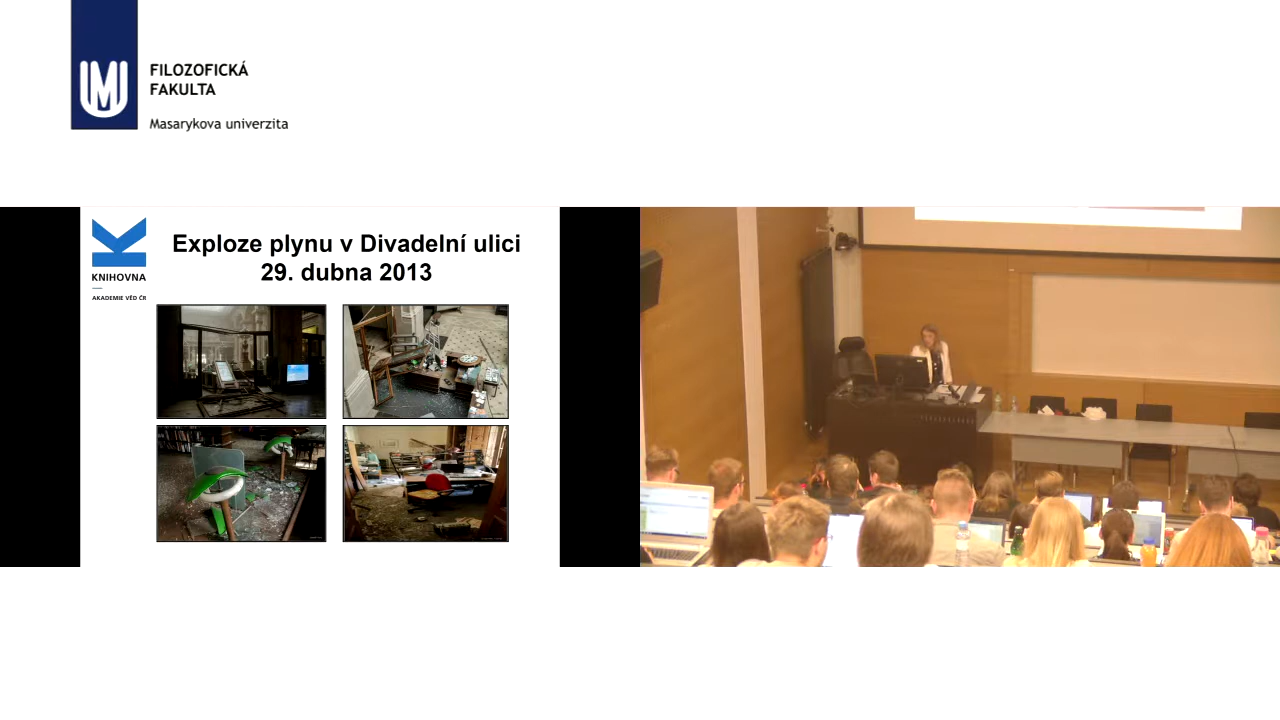 FILOZOFICKÁ
FAKULTA
Masarykova univerzita
KNIHOVNA
AKADEMIE VĚD ČR
Exploze plynu v Divadelní ulici
29. dubna 2013